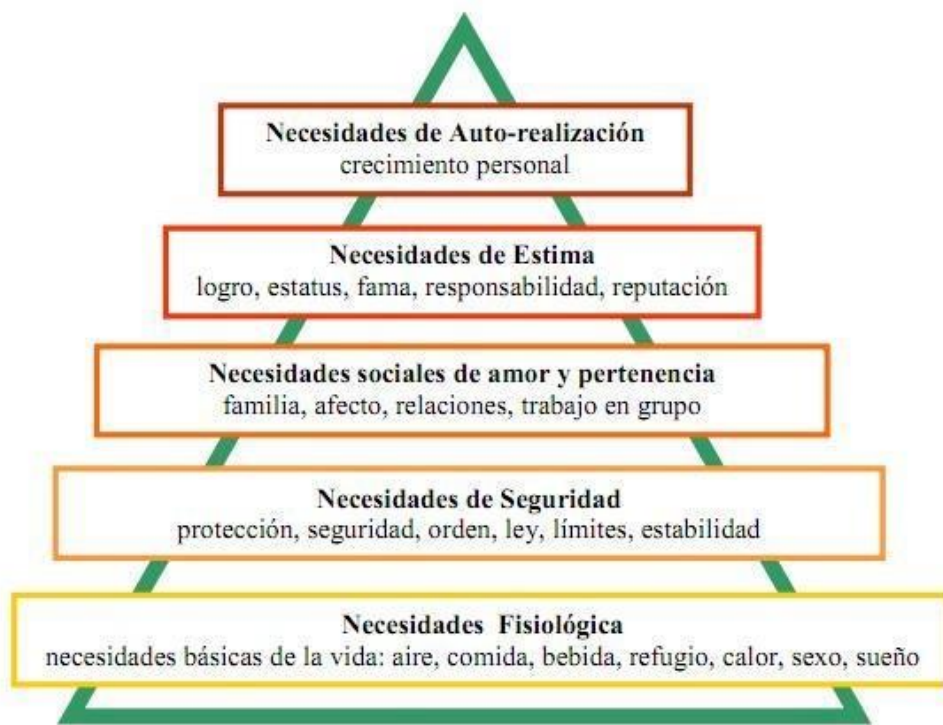 Necesidades de Auto-realización
crecimiento personal
Necesidades de Estima
logro, estatus, fama, responsabilidad, reputación
Necesidades sociales de amor y pertenencia
familia, afecto, relaciones, trabajo en grupo
Necesidades de Seguridad
protección, seguridad, orden, ley, límites, estabilidad
Necesidades Fisiológica
necesidades básicas de la vida: aire, comida, bebida, refugio, calor, sexo, sueño